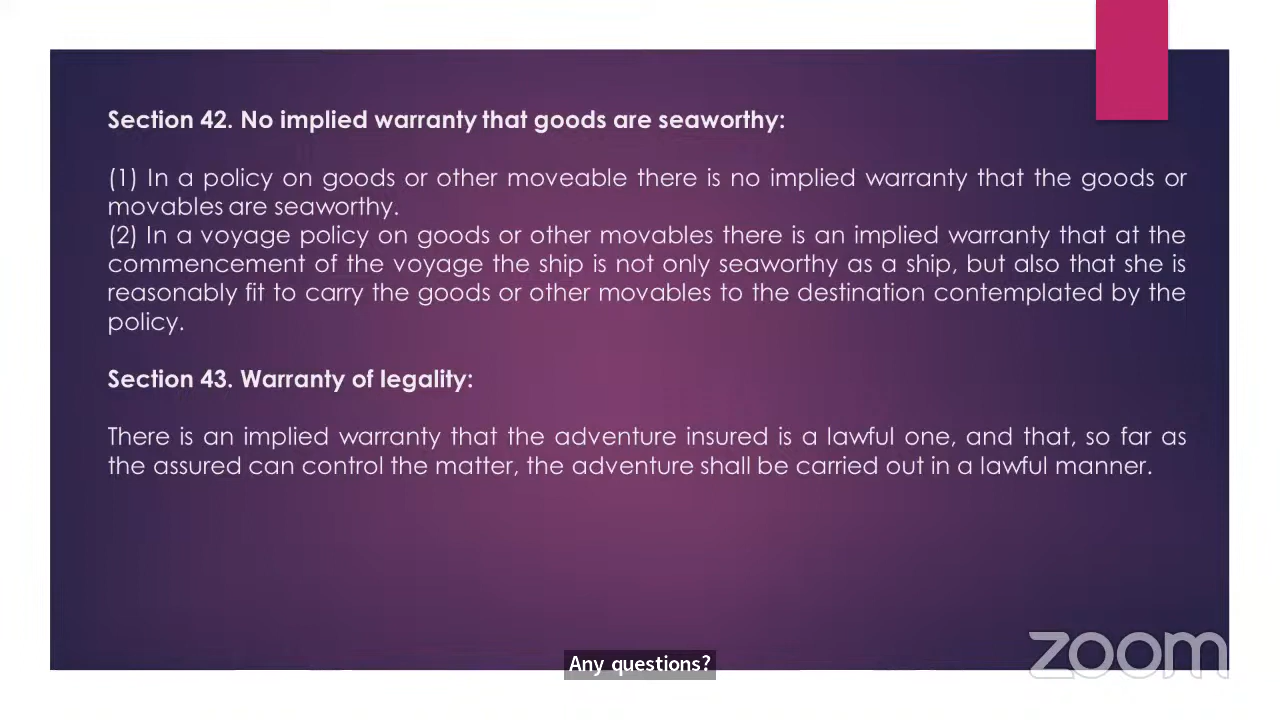 Section 42. No implied warranty that goods are seaworthy:
(1) In a policy on goods or other moveable there is no implied warranty that the goods or
movables are seaworthy.
(2) In a voyage policy on goods or other movables there is an implied warranty that at the
commencement of the voyage the ship is not only seaworthy as a ship, but also that she is
reasonably fit to carry the goods or other movables to the destination contemplated by the
policy.
Section 43. Warranty of legality:
There is an implied warranty that the adventure insured is a lawful one, and that, so far as
the assured can control the matter, the adventure shall be carried out in a lawful manner.
zoom
Any questions?